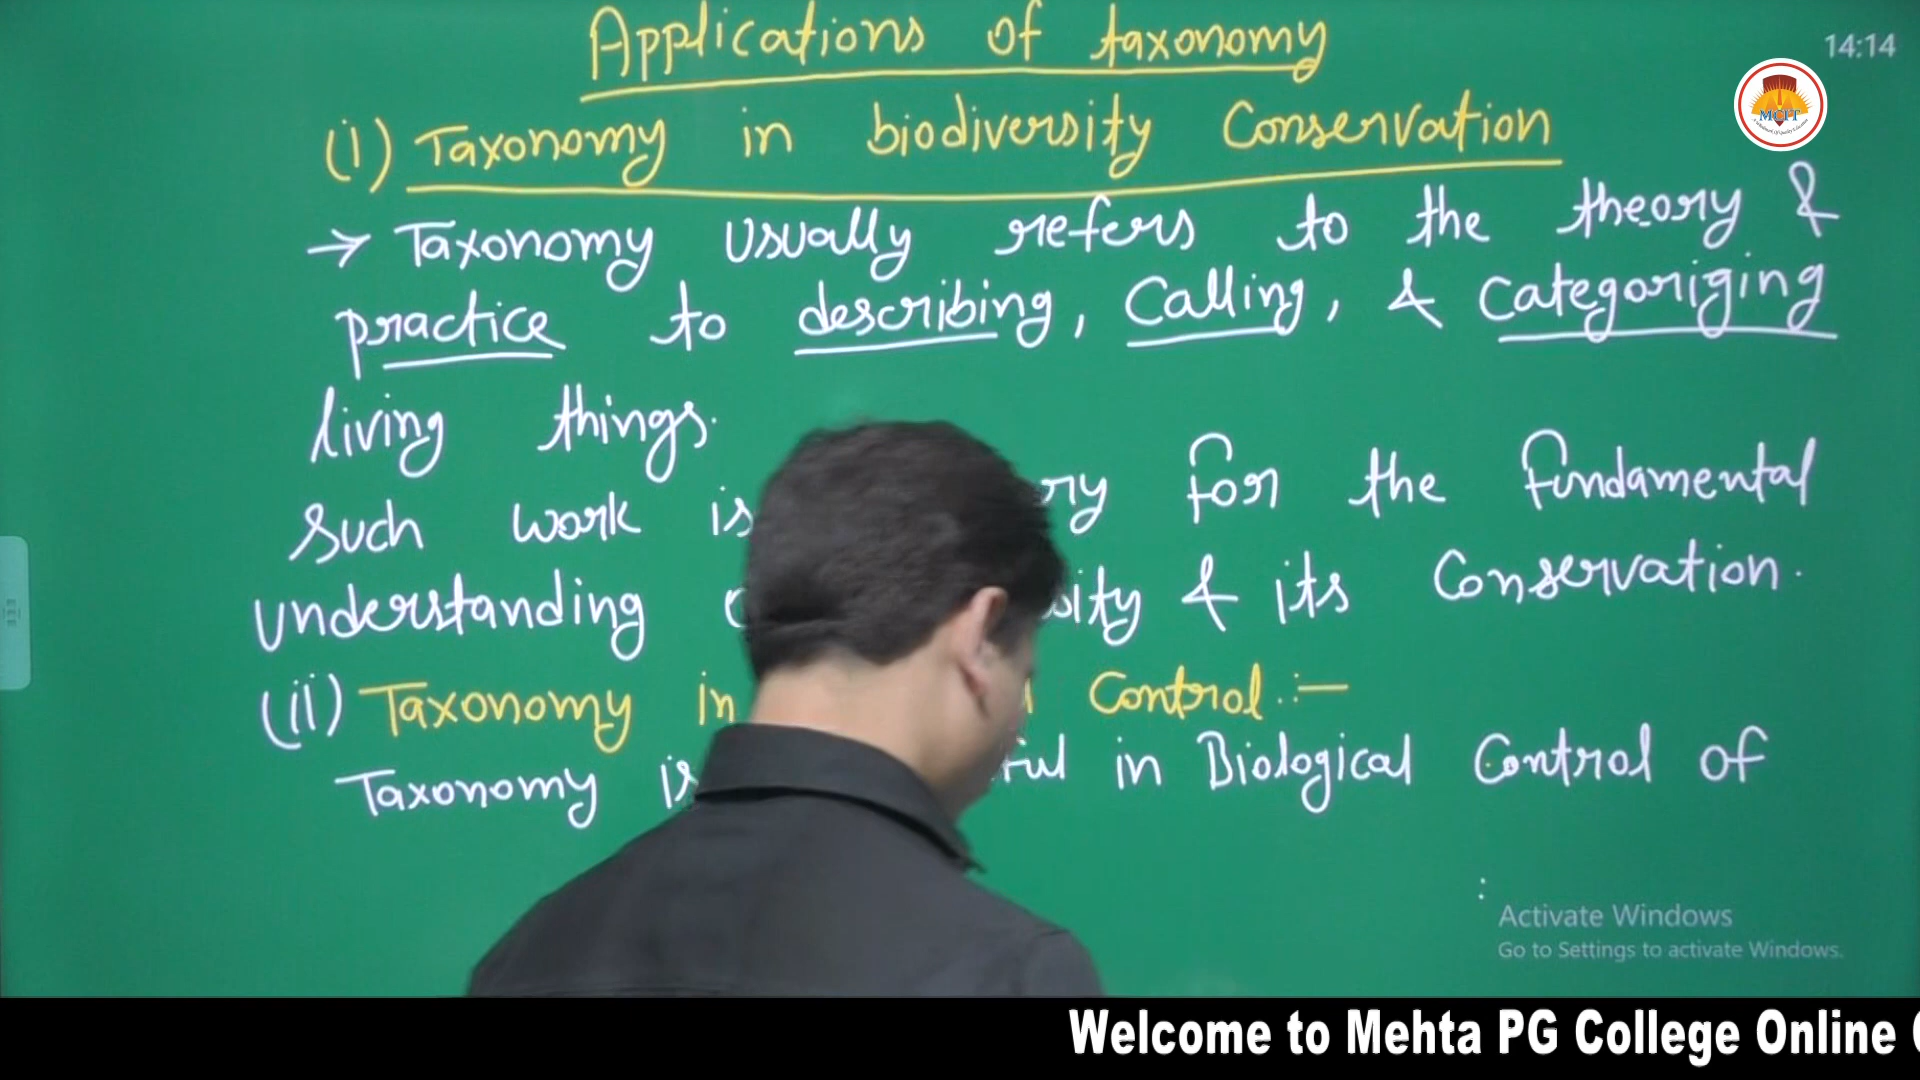 Applications of taxonomy
14:14
MCPT
(i) Taxonomy in biodiversity Conservation
→ Taxonomy usually refers to the theory &
practice to describing, Calling, & Categoriging
living things.
Such work is for the fundamental
understanding & its Conservation.
(ii) Taxonomy in Control :-
Taxonomy is in Biological Control of
Activate Windows
Go to Settings to activate Windows.
Welcome to Mehta PG College Online